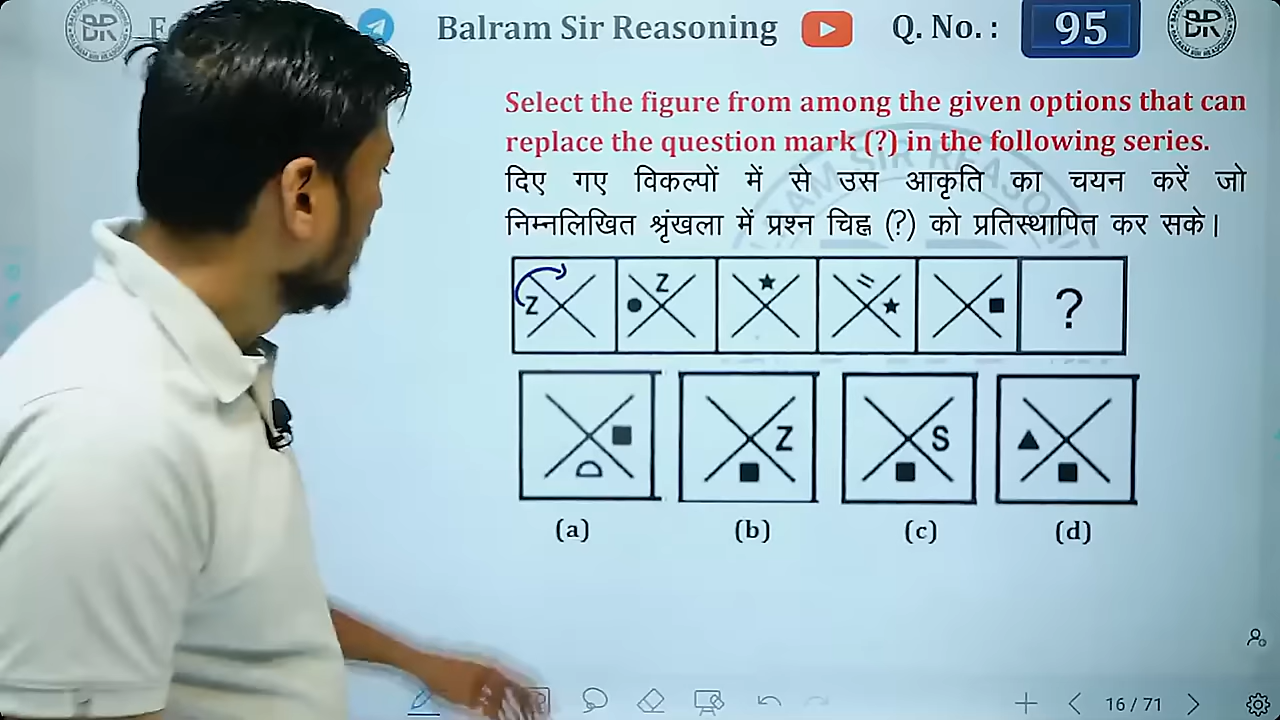 Balram Sir Reasoning
Q. No. :
95
Select the figure from among the given options that can
replace the question mark (?) in the following series.
दिए गए विकल्पों में से उस आकृति का चयन करें जो
निम्नलिखित श्रृंखला में प्रश्न चिह्न (?) को प्रतिस्थापित कर सके।
Z
Z
?
Z
S
(a)
(b)
(c)
(d)
16 / 71